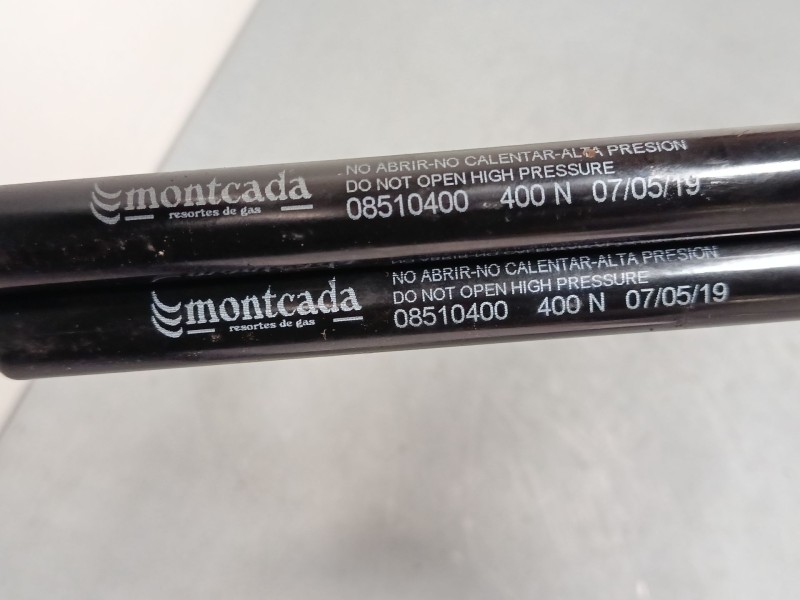 montcada
resortes de gas
NO ABRIR-NO CALENTAR-ALTA PRESION
DO NOT OPEN HIGH PRESSURE
08510400 400 N 07/05/19
montcada
resortes de gas
NO ABRIR-NO CALENTAR-ALTA PRESION
DO NOT OPEN HIGH PRESSURE
08510400 400 N 07/05/19